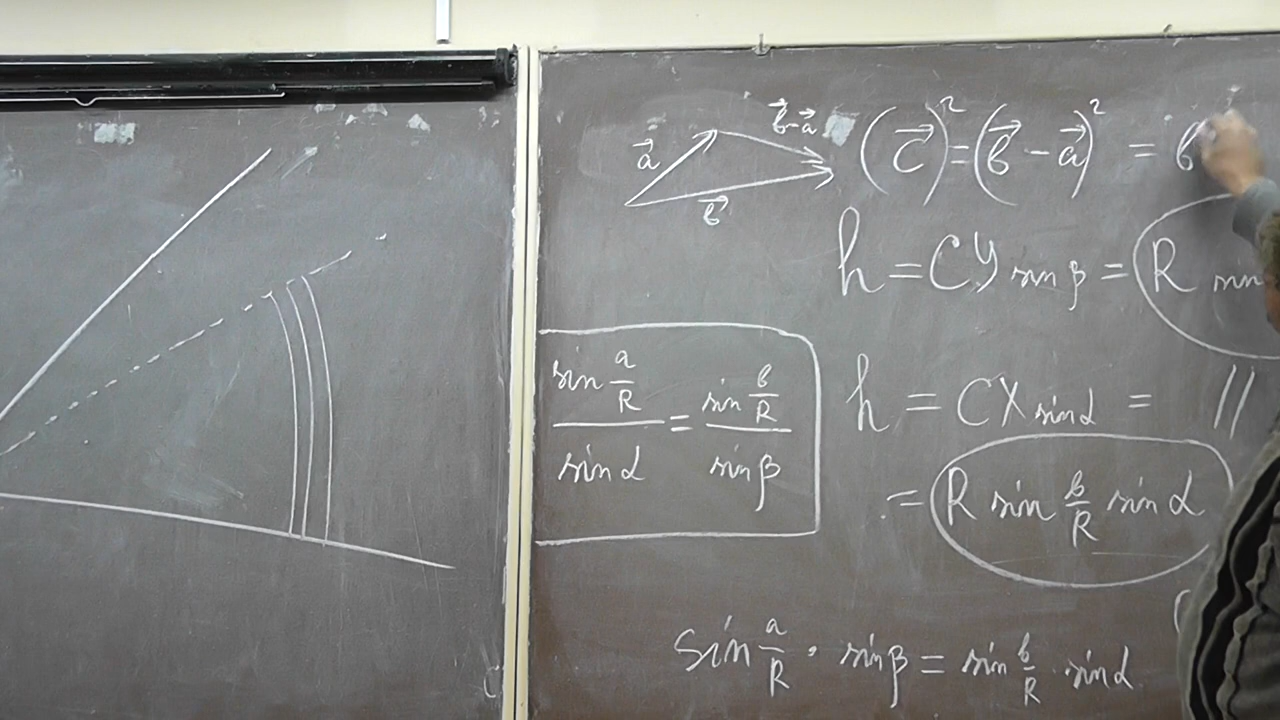 a⃗ b⃗-a⃗ b⃗ (c⃗)² = (b⃗ - a⃗)² = b
h = CY sin β = R sin
sin a/R / sin α = sin b/R / sin β
h = CX sin α = //
= R sin b/R sin α
sin a/R · sin β = sin b/R · sin α